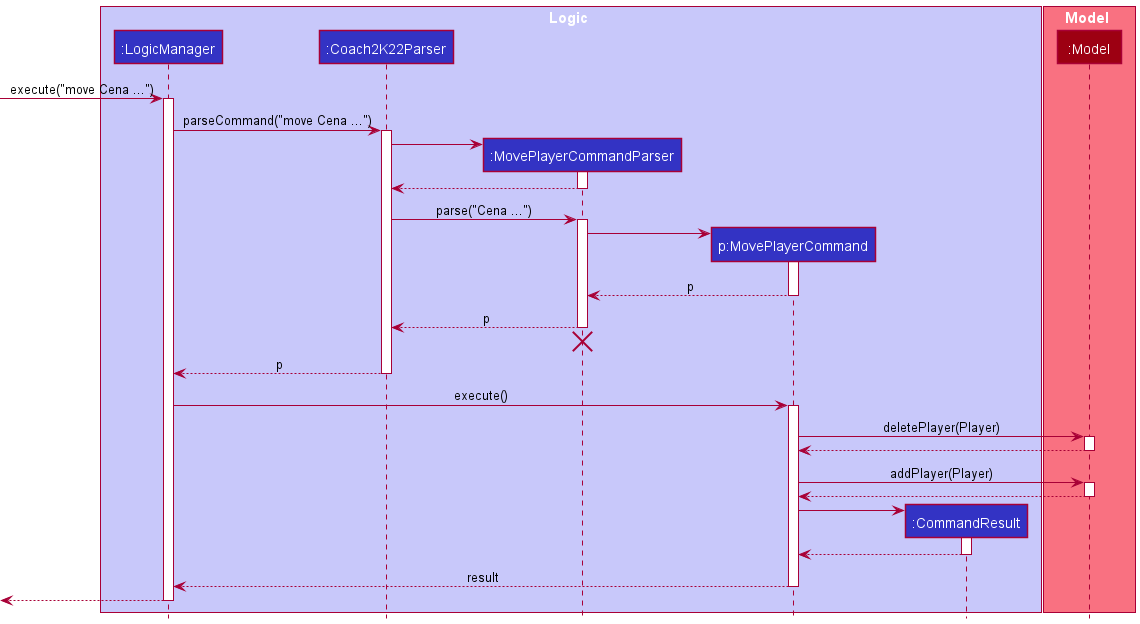 Logic
Model
:LogicManager
:Coach2K22Parser
:Model
execute("move Cena ...")
parseCommand("move Cena ...")
:MovePlayerCommandParser
parse("Cena ...")
p:MovePlayerCommand
p
p
p
execute()
deletePlayer(Player)
addPlayer(Player)
:CommandResult
result